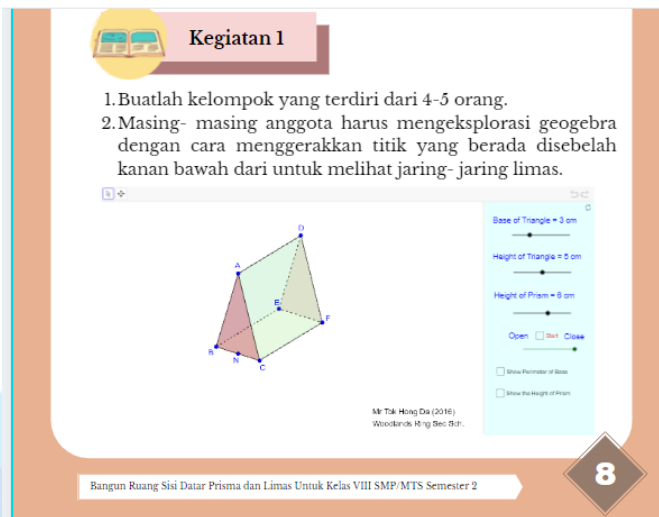 Kegiatan 1
1. Buatlah kelompok yang terdiri dari 4-5 orang.
2. Masing- masing anggota harus mengeksplorasi geogebra
dengan cara menggerakkan titik yang berada disebelah
kanan bawah dari untuk melihat jaring- jaring limas.
Base of Triangle = 3 cm
Height of Triangle = 5 cm
Height of Prism = 6 cm
Open Start Close
Show Perimeter of Base
Show the Height of Prism
D
A
E
F
B
N
C
Mr Tok Hong Da (2016)
Woodlands Ring Sec Sch.
Bangun Ruang Sisi Datar Prisma dan Limas Untuk Kelas VIII SMP/MTS Semester 2
8